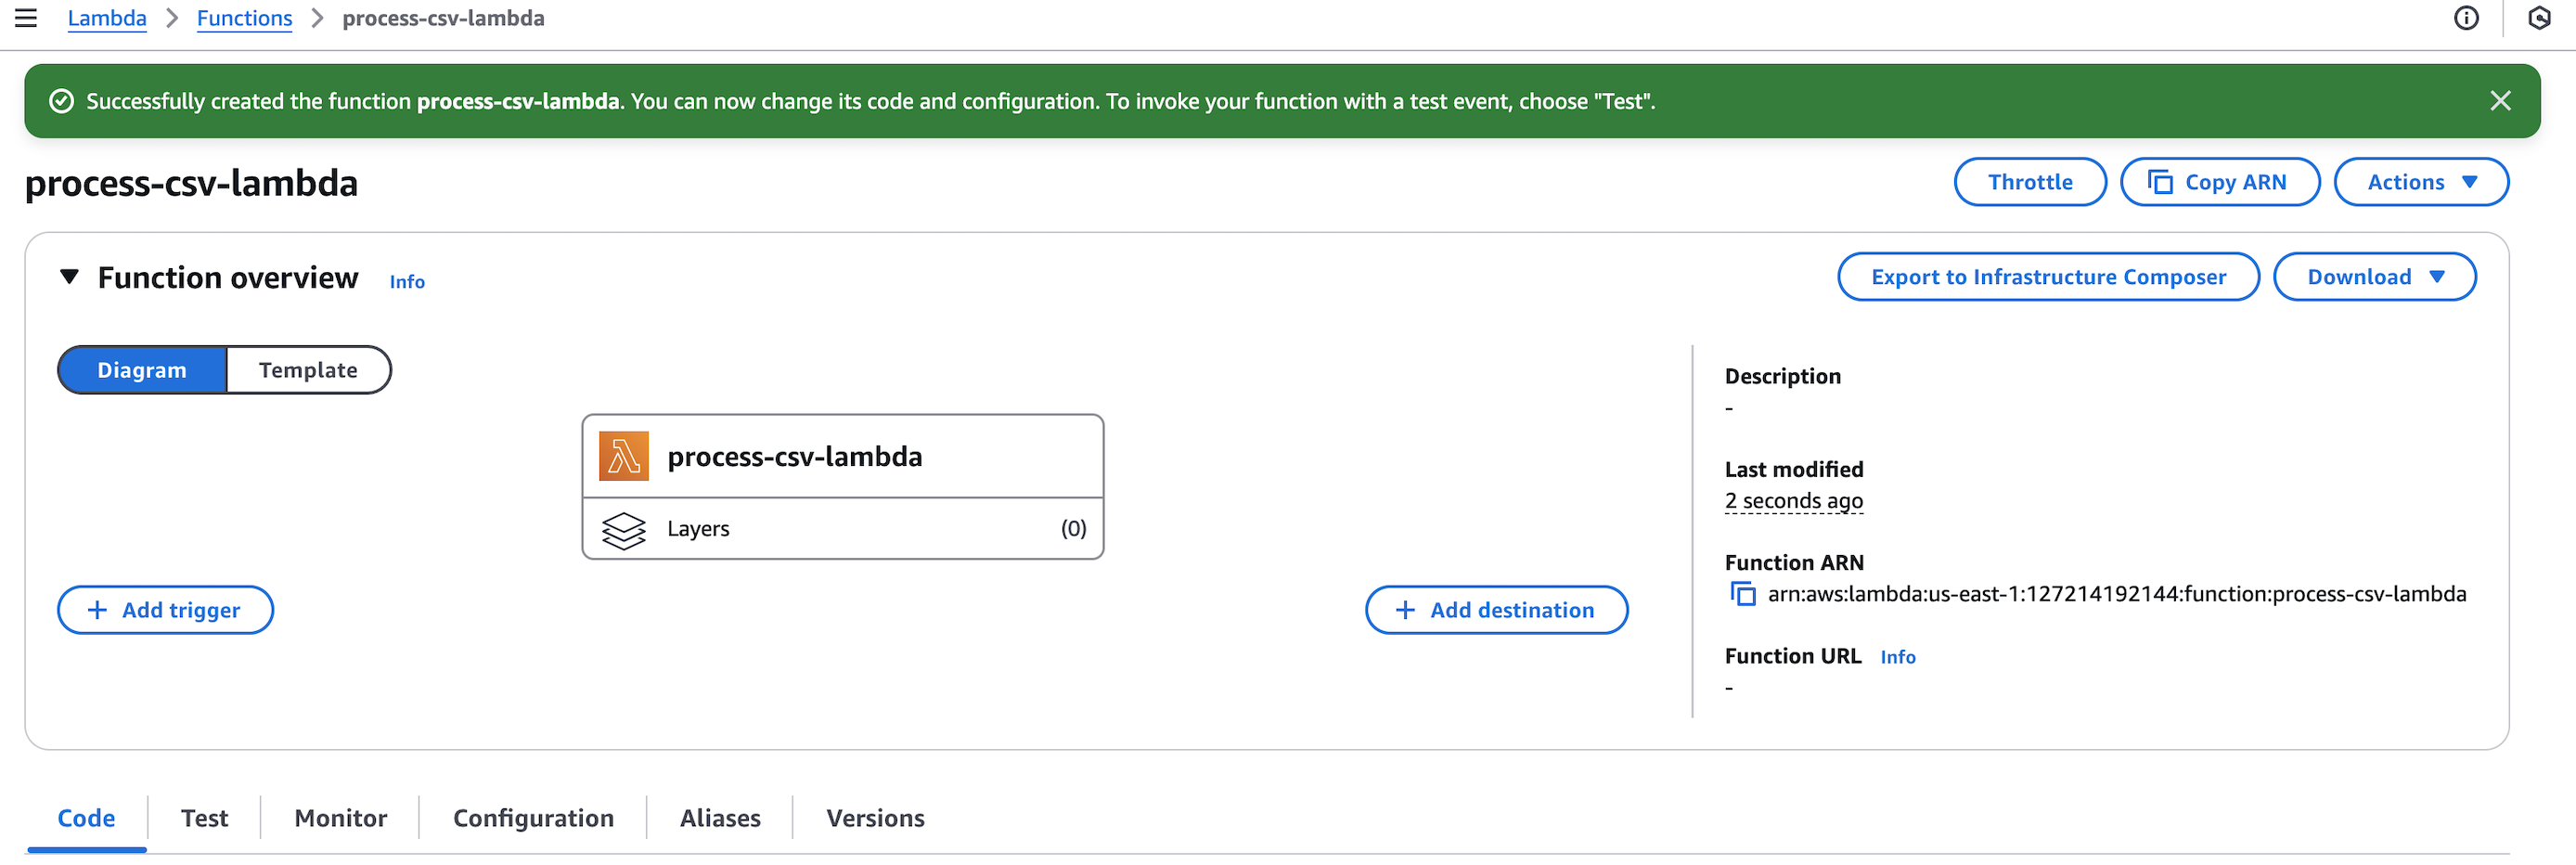 Lambda > Functions > process-csv-lambda
Successfully created the function process-csv-lambda. You can now change its code and configuration. To invoke your function with a test event, choose "Test".
process-csv-lambda
Throttle
Copy ARN
Actions
Function overview Info
Export to Infrastructure Composer
Download
Diagram
Template
process-csv-lambda
Layers (0)
+ Add trigger
+ Add destination
Description
-
Last modified
2 seconds ago
Function ARN
arn:aws:lambda:us-east-1:127214192144:function:process-csv-lambda
Function URL Info
-
Code
Test
Monitor
Configuration
Aliases
Versions